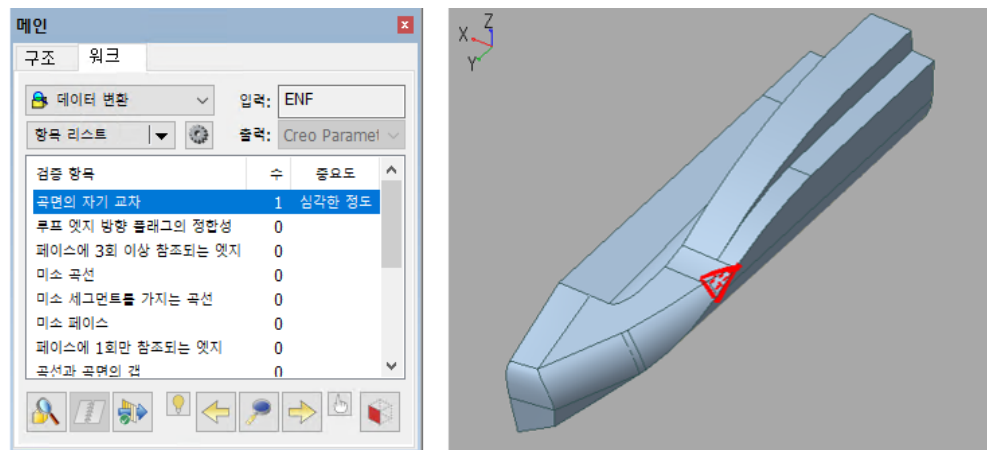 메인
구조 워크
데이터 변환 입력: ENF
항목 리스트 출력: Creo Paramet
검증 항목 수 중요도
곡면의 자기 교차 1 심각한 정도
루프 엣지 방향 플래그의 정합성 0
페이스에 3회 이상 참조되는 엣지 0
미소 곡선 0
미소 세그먼트를 가지는 곡선 0
미소 페이스 0
페이스에 1회만 참조되는 엣지 0
곡선과 곡면의 갭 0
X Z
Y